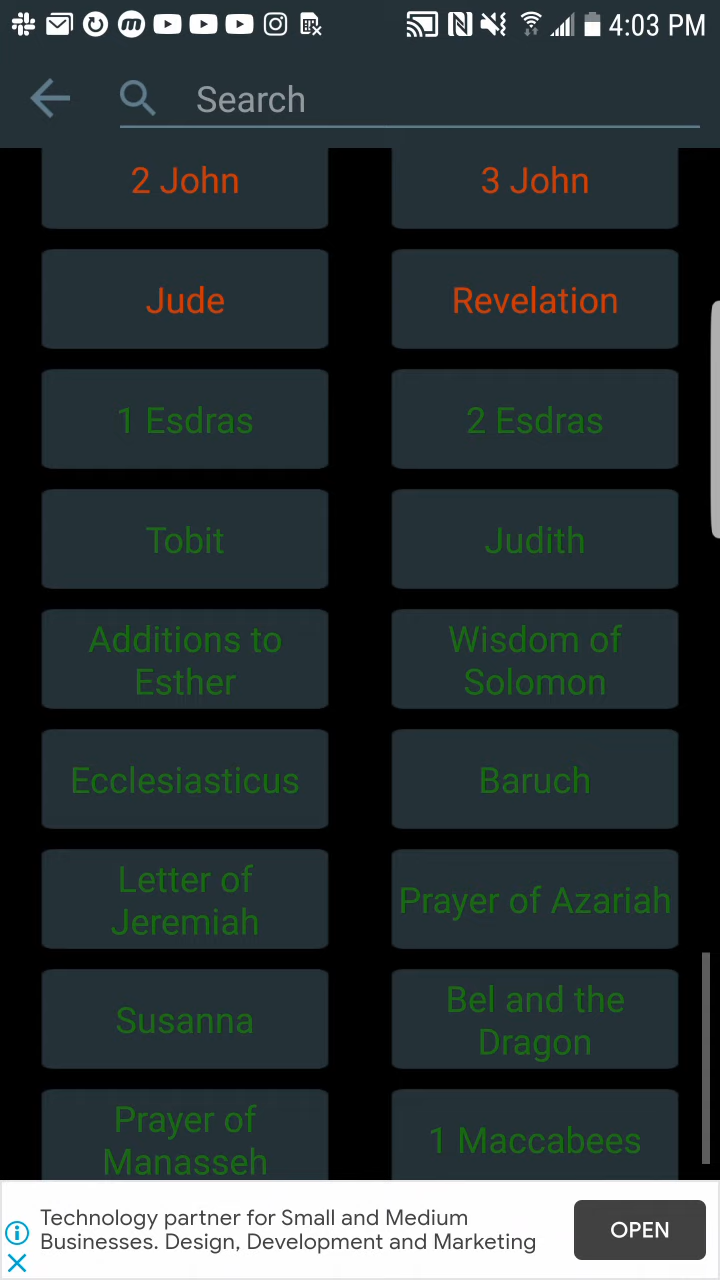 4:03 PM
Search
2 John
3 John
Jude
Revelation
1 Esdras
2 Esdras
Tobit
Judith
Additions to
Esther
Wisdom of
Solomon
Ecclesiasticus
Baruch
Letter of
Jeremiah
Prayer of Azariah
Susanna
Bel and the
Dragon
Prayer of
Manasseh
1 Maccabees
Technology partner for Small and Medium
Businesses. Design, Development and Marketing
OPEN